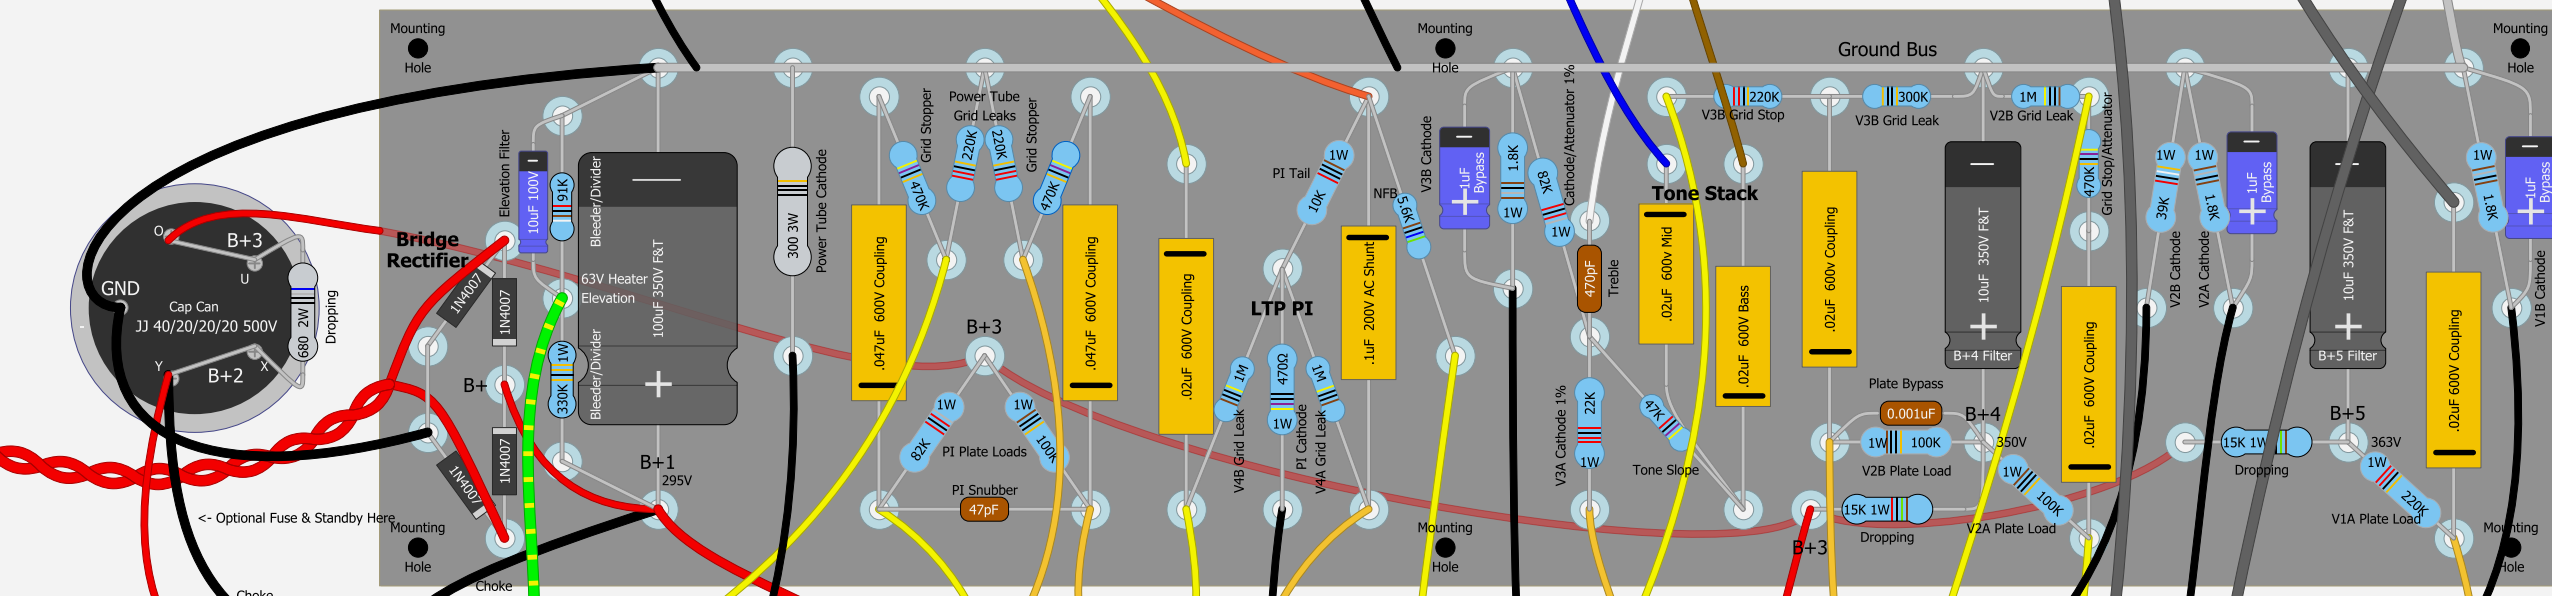 Mounting
Hole
Mounting
Hole
Mounting
Hole
Ground Bus
Elevation Filter
10uF 100V
91K
Bleeder/Divider
63V Heater
Elevation
100uF 350V F&T
Bleeder/Divider
1W
330K
300 3W
Power Tube Cathode
Grid Stopper
470K
Power Tube
Grid Leaks
220K
220K
Grid Stopper
470K
.047uF 600V Coupling
.047uF 600V Coupling
B+3
1W
82K
1W
100K
PI Plate Loads
PI Snubber
47pF
.02uF 600V Coupling
PI Tail
1W
10K
LTP PI
1M
V4B Grid Leak
470Ω
1W
PI Cathode
1M
V4A Grid Leak
.1uF 200V AC Shunt
NFB
5.6K
V3B Cathode
1uF
Bypass
1.8K
1W
82K
1W
Cathode/Attenuator 1%
470pF
Treble
V3A Cathode 1%
22K
1W
Tone Stack
.02uF 600v Mid
47K
Tone Slope
.02uF 600V Bass
220K
V3B Grid Stop
300K
V3B Grid Leak
1M
V2B Grid Leak
.02uF 600v Coupling
Plate Bypass
0.001uF
1W 100K
V2B Plate Load
B+4
350V
10uF 350V F&T
B+4 Filter
15K 1W
Dropping
B+3
1W
100K
V2A Plate Load
470K
Grid Stop/Attenuator
.02uF 600V Coupling
1W
39K
V2B Cathode
1W
1.8K
V2A Cathode
1uF
Bypass
10uF 350V F&T
B+5 Filter
B+5
363V
15K 1W
Dropping
1W
220K
V1A Plate Load
.02uF 600V Coupling
1W
1.8K
1uF
Bypass
V1B Cathode
Bridge
Rectifier
1N4007
1N4007
1N4007
1N4007
B+
B+1
295V
O
B+3
U
GND
Cap Can
JJ 40/20/20/20 500V
Y
B+2
X
680 2W
Dropping
<- Optional Fuse & Standby Here
Mounting
Hole
Mounting
Hole
Mounting
Hole
Choke
Choke